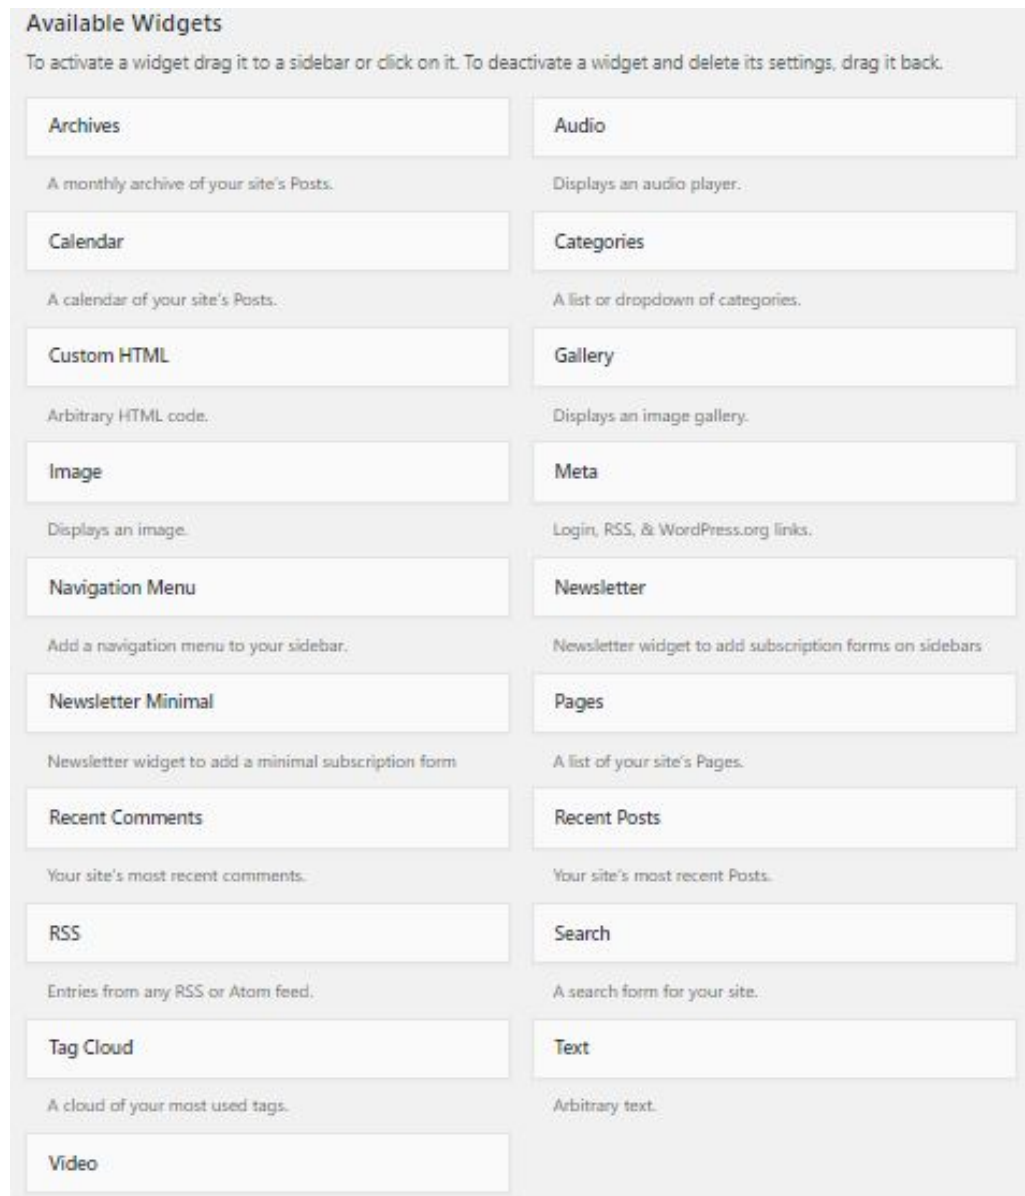 Available Widgets
To activate a widget drag it to a sidebar or click on it. To deactivate a widget and delete its settings, drag it back.
Archives
Audio
A monthly archive of your site's Posts.
Displays an audio player.
Calendar
Categories
A calendar of your site's Posts.
A list or dropdown of categories.
Custom HTML
Gallery
Arbitrary HTML code.
Displays an image gallery.
Image
Meta
Displays an image.
Login, RSS, & WordPress.org links.
Navigation Menu
Newsletter
Add a navigation menu to your sidebar.
Newsletter widget to add subscription forms on sidebars
Newsletter Minimal
Pages
Newsletter widget to add a minimal subscription form
A list of your site's Pages.
Recent Comments
Recent Posts
Your site's most recent comments.
Your site's most recent Posts.
RSS
Search
Entries from any RSS or Atom feed.
A search form for your site.
Tag Cloud
Text
A cloud of your most used tags.
Arbitrary text.
Video